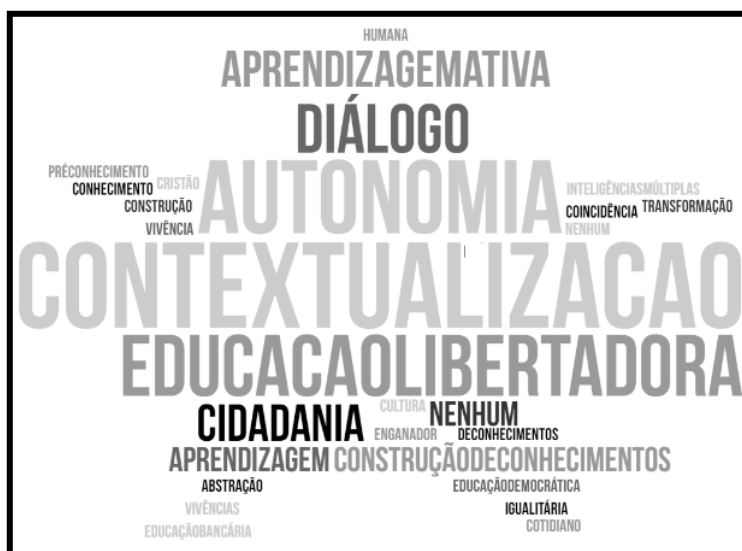 HUMANA
APRENDIZAGEMATIVA
DIÁLOGO
PRÉCONHECIMENTO
CONHECIMENTO CRISTÃO
CONSTRUÇÃO
VIVÊNCIA
AUTONOMIA
INTELIGÊNCIASMÚLTIPLAS
COINCIDÊNCIA TRANSFORMAÇÃO
NENHUM
CONTEXTUALIZACAO
EDUCACAOLIBERTADORA
CIDADANIA
CULTURA NENHUM
ENGANADOR DECONHECIMENTOS
APRENDIZAGEM CONSTRUÇÃODECONHECIMENTOS
ABSTRAÇÃO EDUCAÇÃODEMOCRÁTICA
VIVÊNCIAS IGUALITÁRIA
EDUCAÇÃOBANCÁRIA COTIDIANO